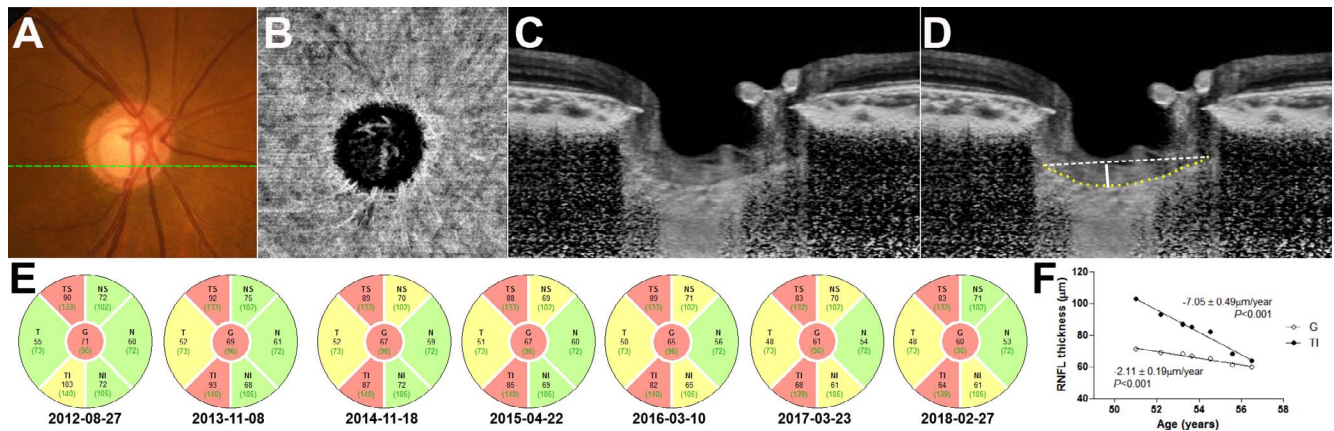 A
B
C
D
E
TS
90
(133)
NS
72
(102)
T
55
(73)
G
71
(96)
N
60
(72)
TI
103
(140)
NI
72
(105)
2012-08-27
TS
92
(133)
NS
75
(102)
T
52
(73)
G
69
(96)
N
61
(72)
TI
93
(140)
NI
68
(105)
2013-11-08
TS
89
(133)
NS
70
(102)
T
52
(73)
G
67
(96)
N
59
(72)
TI
87
(140)
NI
72
(105)
2014-11-18
TS
88
(133)
NS
69
(102)
T
51
(73)
G
67
(96)
N
60
(72)
TI
85
(140)
NI
69
(105)
2015-04-22
TS
89
(133)
NS
71
(102)
T
50
(73)
G
65
(96)
N
56
(72)
TI
82
(140)
NI
65
(105)
2016-03-10
TS
83
(132)
NS
70
(102)
T
48
(73)
G
61
(96)
N
54
(72)
TI
68
(139)
NI
61
(105)
2017-03-23
TS
83
(132)
NS
71
(102)
T
48
(73)
G
60
(96)
N
53
(72)
TI
64
(139)
NI
61
(105)
2018-02-27
F
RNFL thickness (μm)
120
100
80
60
40
-7.05 ± 0.49μm/year
P<0.001
-2.11 ± 0.19μm/year
P<0.001
G
TI
50 52 54 56 58
Age (years)